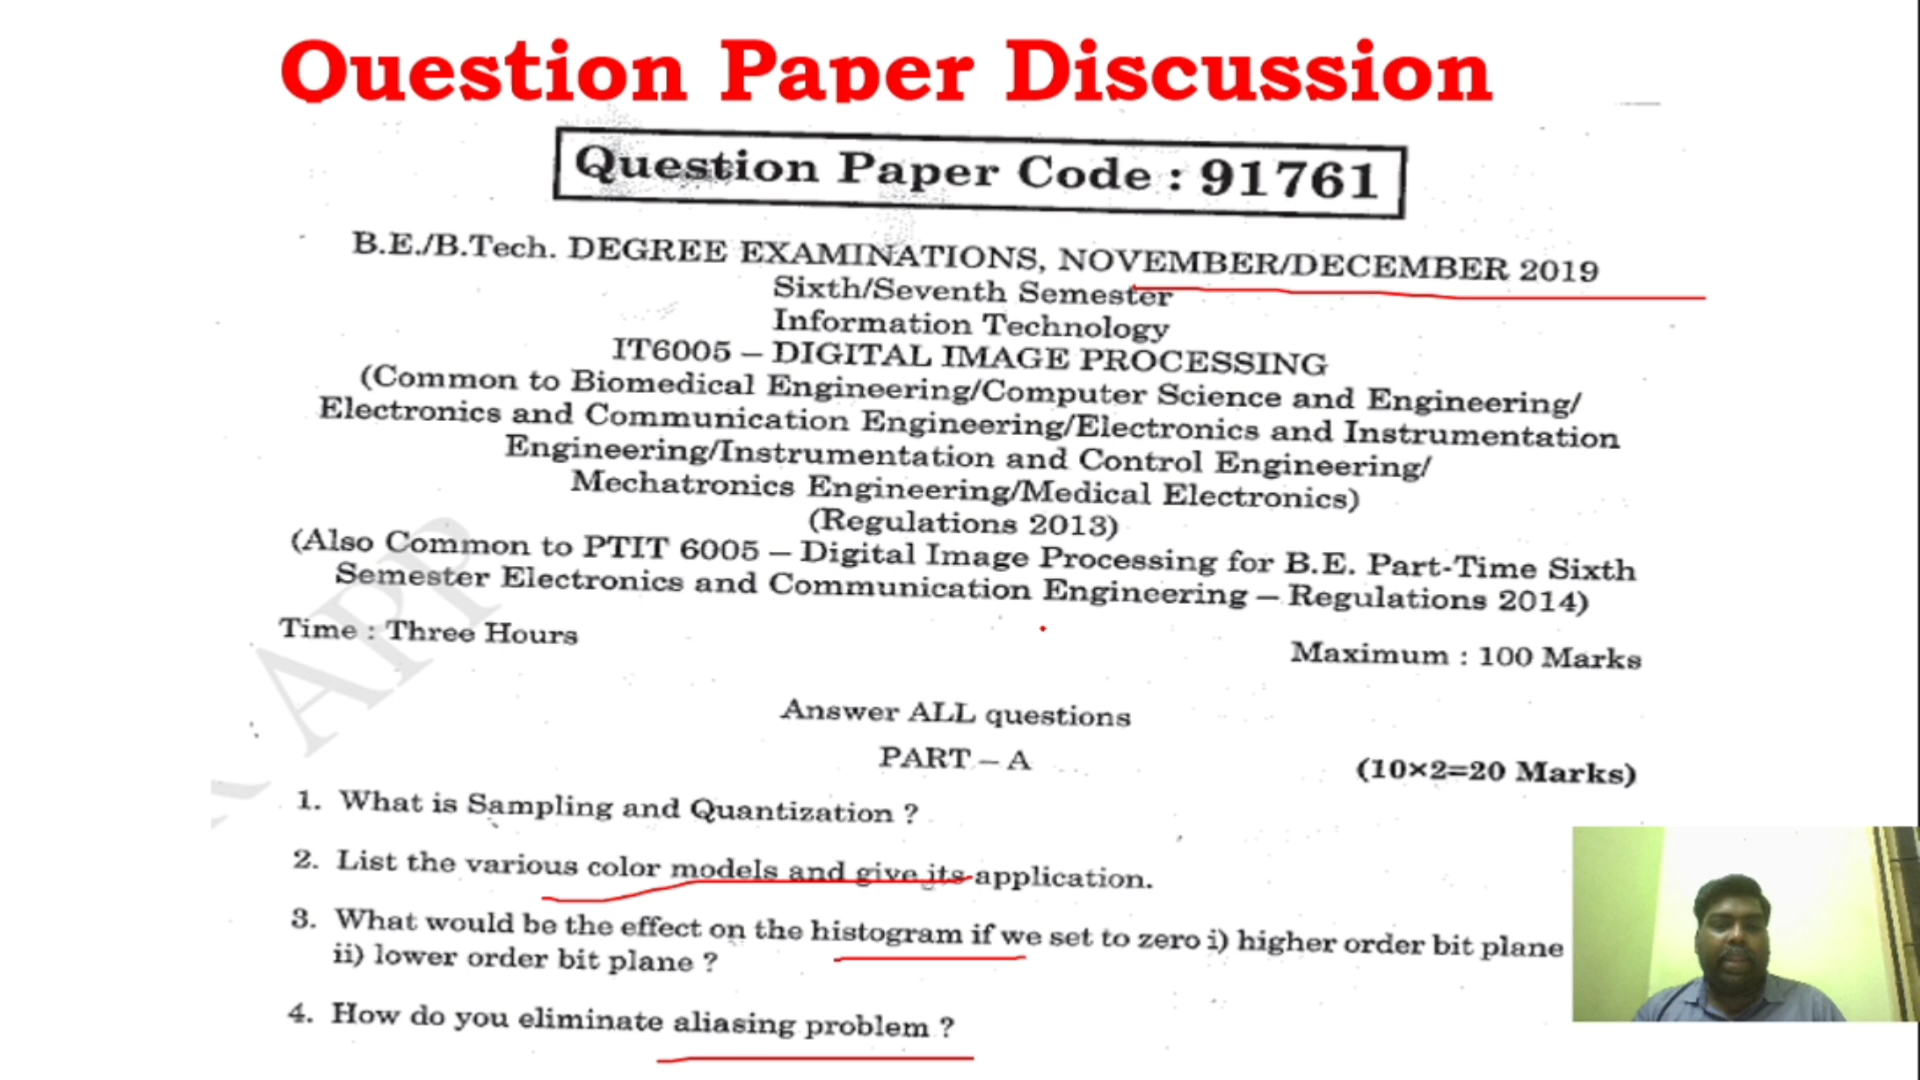 Question Paper Discussion
Question Paper Code : 91761
B.E./B.Tech. DEGREE EXAMINATIONS, NOVEMBER/DECEMBER 2019
Sixth/Seventh Semester
Information Technology
IT6005 – DIGITAL IMAGE PROCESSING
(Common to Biomedical Engineering/Computer Science and Engineering/
Electronics and Communication Engineering/Electronics and Instrumentation
Engineering/Instrumentation and Control Engineering/
Mechatronics Engineering/Medical Electronics)
(Regulations 2013)
(Also Common to PTIT 6005 – Digital Image Processing for B.E. Part-Time Sixth
Semester Electronics and Communication Engineering – Regulations 2014)
Time : Three Hours
Maximum : 100 Marks
Answer ALL questions
PART – A
(10×2=20 Marks)
1. What is Sampling and Quantization ?
2. List the various color models and give its application.
3. What would be the effect on the histogram if we set to zero i) higher order bit plane
ii) lower order bit plane ?
4. How do you eliminate aliasing problem ?
APP